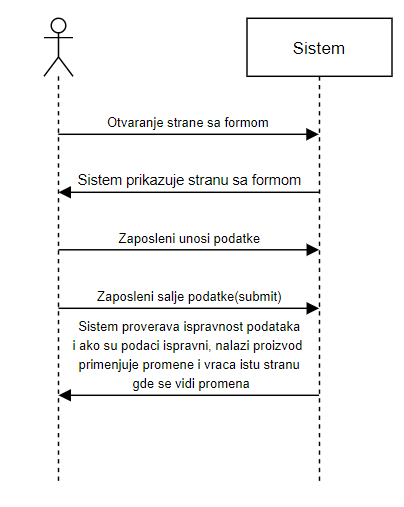 Sistem
Otvaranje strane sa formom
Sistem prikazuje stranu sa formom
Zaposleni unosi podatke
Zaposleni salje podatke(submit)
Sistem proverava ispravnost podataka
i ako su podaci ispravni, nalazi proizvod
primenjuje promene i vraca istu stranu
gde se vidi promena